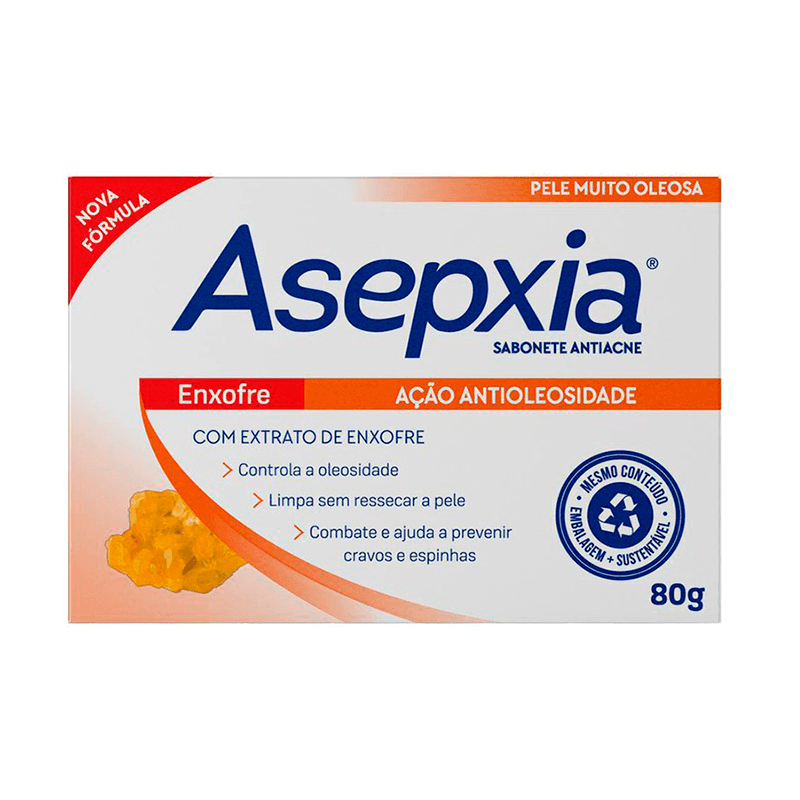 NOVA
FÓRMULA
PELE MUITO OLEOSA
Asepxia®
SABONETE ANTIACNE
Enxofre
AÇÃO ANTIOLEOSIDADE
COM EXTRATO DE ENXOFRE
Controla a oleosidade
Limpa sem ressecar a pele
Combate e ajuda a prevenir
cravos e espinhas
• MESMO CONTEÚDO •
EMBALAGEM + SUSTENTÁVEL
80g